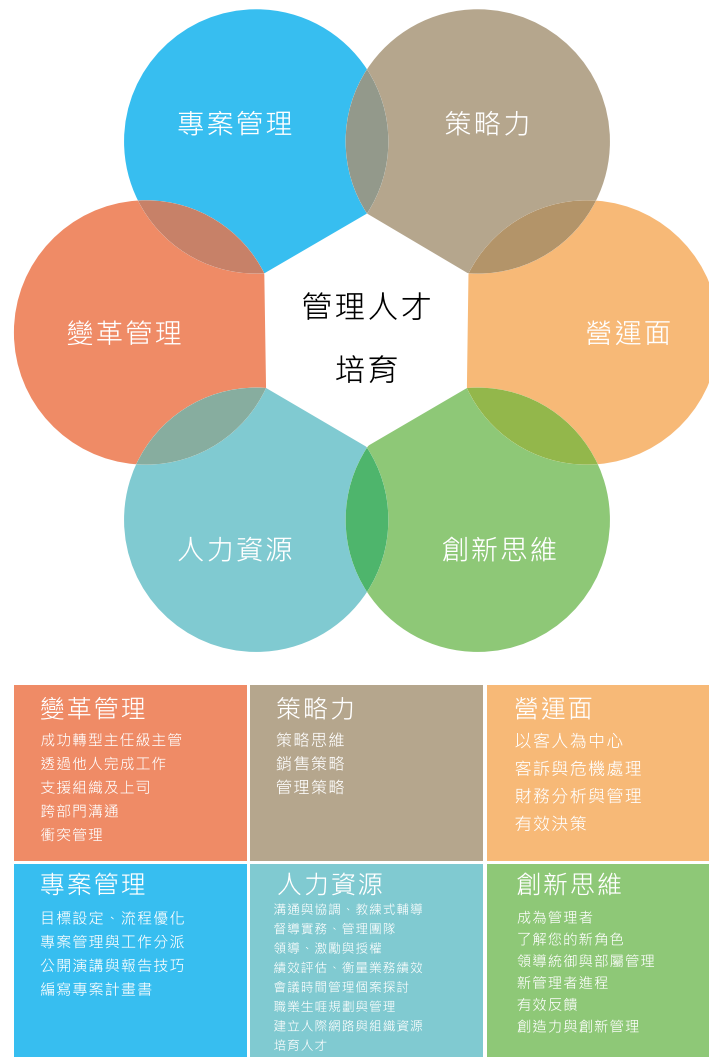 專案管理
策略力
變革管理
管理人才
培育
營運面
人力資源
創新思維
變革管理
成功轉型主任級主管
透過他人完成工作
支援組織及上司
跨部門溝通
衝突管理
策略力
策略思維
銷售策略
管理策略
營運面
以客人為中心
客訴與危機處理
財務分析與管理
有效決策
專案管理
目標設定、流程優化
專案管理與工作分派
公開演講與報告技巧
編寫專案計畫書
人力資源
溝通與協調、教練式輔導
督導實務、管理團隊
領導、激勵與授權
績效評估、衡量業務績效
會議時間管理個案探討
職業生涯規劃與管理
建立人際網路與組織資源
培育人才
創新思維
成為管理者
了解您的新角色
領導統御與部屬管理
新管理者進程
有效反饋
創造力與創新管理